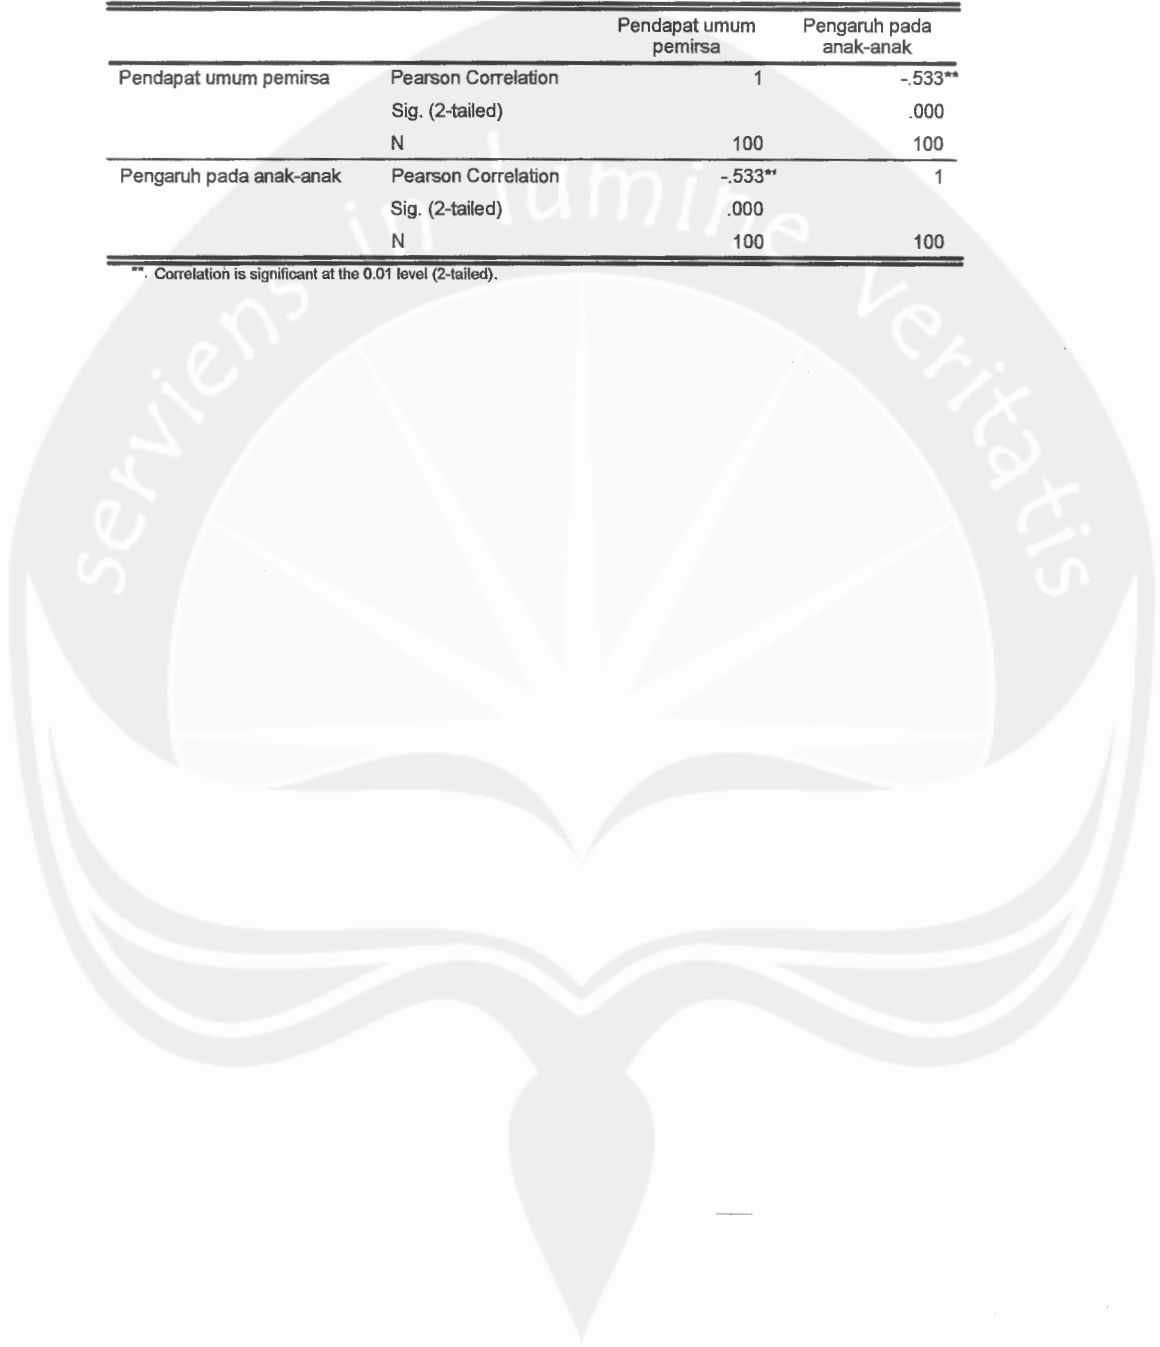 Pendapat umum pemirsa Pengaruh pada anak-anak
Pendapat umum pemirsa Pearson Correlation 1 -.533**
Sig. (2-tailed) .000
N 100 100
Pengaruh pada anak-anak Pearson Correlation -.533** 1
Sig. (2-tailed) .000
N 100 100
**. Correlation is significant at the 0.01 level (2-tailed).
serviens in lumine veritatis